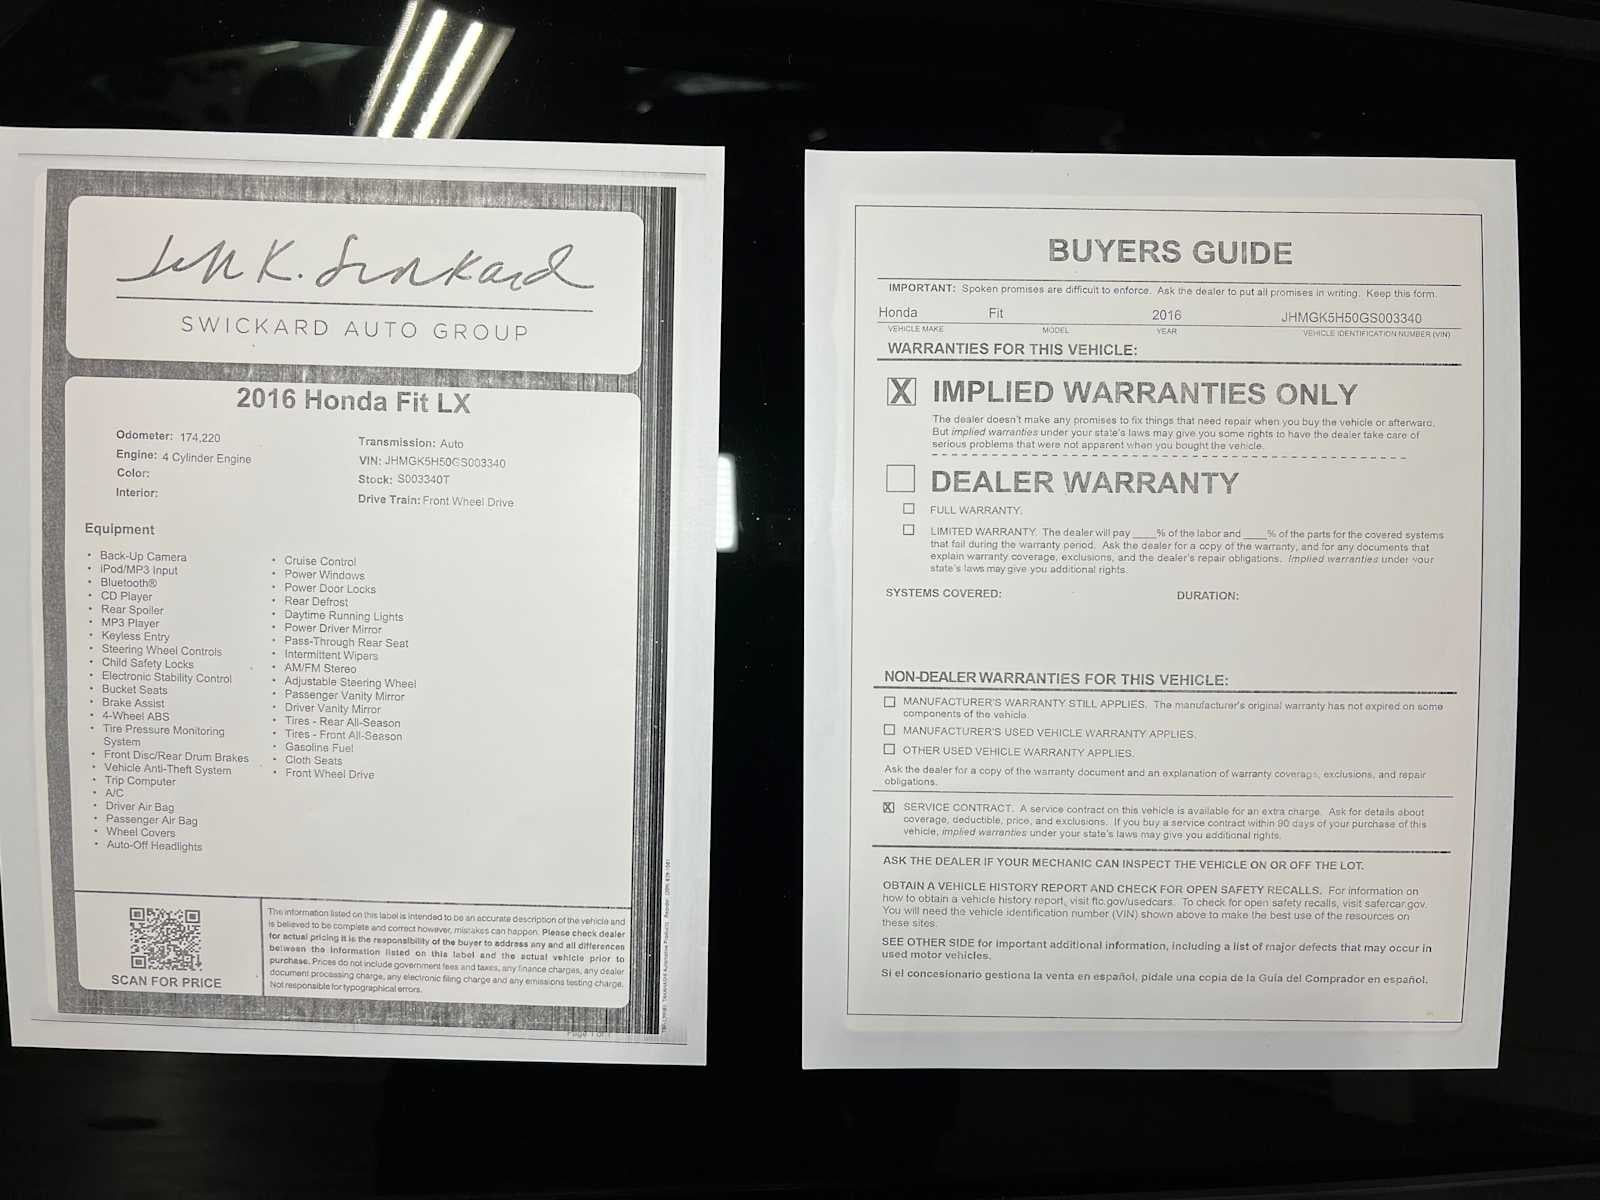 Jeff K. Swickard
SWICKARD AUTO GROUP
2016 Honda Fit LX
Odometer: 174,220
Engine: 4 Cylinder Engine
Color:
Interior:
Transmission: Auto
VIN: JHMGK5H50GS003340
Stock: S003340T
Drive Train: Front Wheel Drive
Equipment
• Back-Up Camera
• iPod/MP3 Input
• Bluetooth®
• CD Player
• Rear Spoiler
• MP3 Player
• Keyless Entry
• Steering Wheel Controls
• Child Safety Locks
• Electronic Stability Control
• Bucket Seats
• Brake Assist
• 4-Wheel ABS
• Tire Pressure Monitoring
System
• Front Disc/Rear Drum Brakes
• Vehicle Anti-Theft System
• Trip Computer
• A/C
• Driver Air Bag
• Passenger Air Bag
• Wheel Covers
• Auto-Off Headlights
• Cruise Control
• Power Windows
• Power Door Locks
• Rear Defrost
• Daytime Running Lights
• Power Driver Mirror
• Pass-Through Rear Seat
• Intermittent Wipers
• AM/FM Stereo
• Adjustable Steering Wheel
• Passenger Vanity Mirror
• Driver Vanity Mirror
• Tires - Rear All-Season
• Tires - Front All-Season
• Gasoline Fuel
• Cloth Seats
• Front Wheel Drive
SCAN FOR PRICE
The information listed on this label is intended to be an accurate description of the vehicle and
is believed to be complete and correct however, mistakes can happen. Please check dealer
for actual pricing it is the responsibility of the buyer to address any and all differences
between the information listed on this label and the actual vehicle prior to
purchase. Prices do not include government fees and taxes, any finance charges, any dealer
document processing charge, any electronic filing charge and any emissions testing charge.
Not responsible for typographical errors.
Page 1 of 1
BUYERS GUIDE
IMPORTANT: Spoken promises are difficult to enforce. Ask the dealer to put all promises in writing. Keep this form.
Honda Fit 2016 JHMGK5H50GS003340
VEHICLE MAKE MODEL YEAR VEHICLE IDENTIFICATION NUMBER (VIN)
WARRANTIES FOR THIS VEHICLE:
X IMPLIED WARRANTIES ONLY
The dealer doesn't make any promises to fix things that need repair when you buy the vehicle or afterward.
But implied warranties under your state's laws may give you some rights to have the dealer take care of
serious problems that were not apparent when you bought the vehicle.
DEALER WARRANTY
FULL WARRANTY.
LIMITED WARRANTY. The dealer will pay ____% of the labor and ____% of the parts for the covered systems
that fail during the warranty period. Ask the dealer for a copy of the warranty, and for any documents that
explain warranty coverage, exclusions, and the dealer's repair obligations. Implied warranties under your
state's laws may give you additional rights.
SYSTEMS COVERED: DURATION:
NON-DEALER WARRANTIES FOR THIS VEHICLE:
MANUFACTURER'S WARRANTY STILL APPLIES. The manufacturer's original warranty has not expired on some
components of the vehicle.
MANUFACTURER'S USED VEHICLE WARRANTY APPLIES.
OTHER USED VEHICLE WARRANTY APPLIES.
Ask the dealer for a copy of the warranty document and an explanation of warranty coverage, exclusions, and repair
obligations.
X SERVICE CONTRACT. A service contract on this vehicle is available for an extra charge. Ask for details about
coverage, deductible, price, and exclusions. If you buy a service contract within 90 days of your purchase of this
vehicle, implied warranties under your state's laws may give you additional rights.
ASK THE DEALER IF YOUR MECHANIC CAN INSPECT THE VEHICLE ON OR OFF THE LOT.
OBTAIN A VEHICLE HISTORY REPORT AND CHECK FOR OPEN SAFETY RECALLS. For information on
how to obtain a vehicle history report, visit ftc.gov/usedcars. To check for open safety recalls, visit safercar.gov.
You will need the vehicle identification number (VIN) shown above to make the best use of the resources on
these sites.
SEE OTHER SIDE for important additional information, including a list of major defects that may occur in
used motor vehicles.
Si el concesionario gestiona la venta en español, pídale una copia de la Guía del Comprador en español.